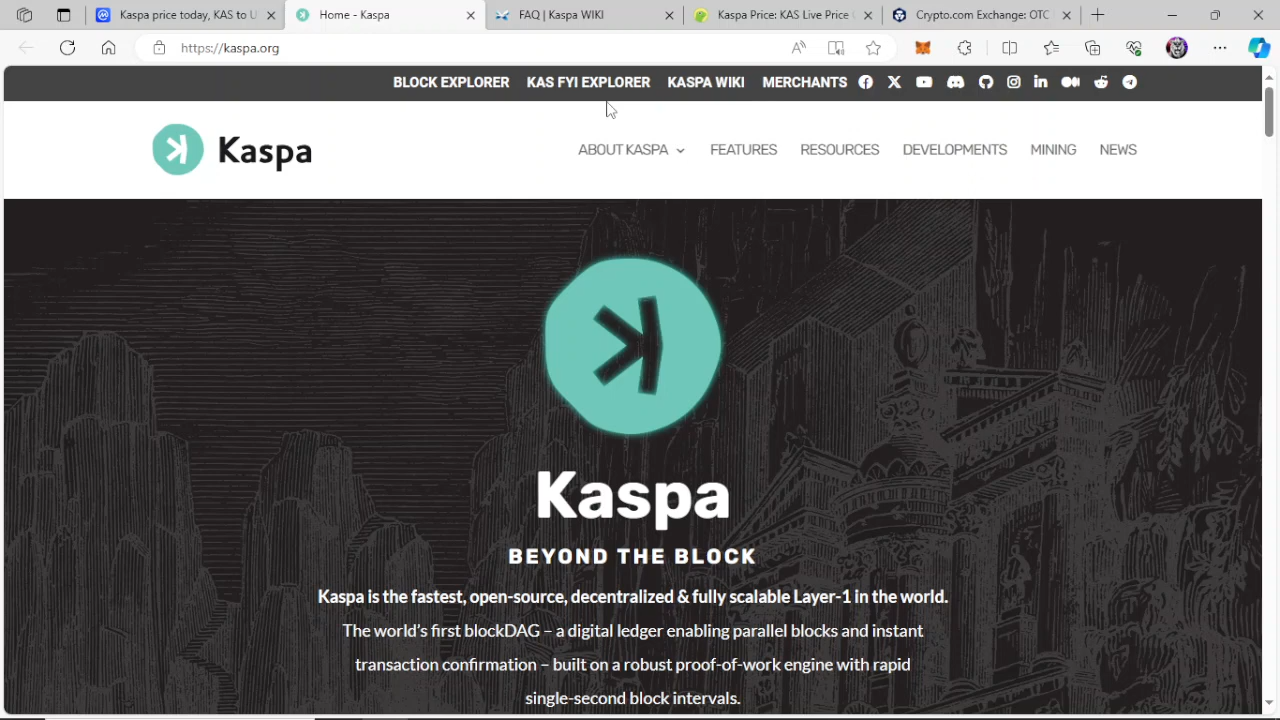 Kaspa price today, KAS to U
Home - Kaspa
FAQ | Kaspa WIKI
Kaspa Price: KAS Live Price
Crypto.com Exchange: OTC
https://kaspa.org
BLOCK EXPLORER KAS FYI EXPLORER KASPA WIKI MERCHANTS
Kaspa
ABOUT KASPA FEATURES RESOURCES DEVELOPMENTS MINING NEWS
Kaspa
BEYOND THE BLOCK
Kaspa is the fastest, open-source, decentralized & fully scalable Layer-1 in the world.
The world's first blockDAG – a digital ledger enabling parallel blocks and instant
transaction confirmation – built on a robust proof-of-work engine with rapid
single-second block intervals.